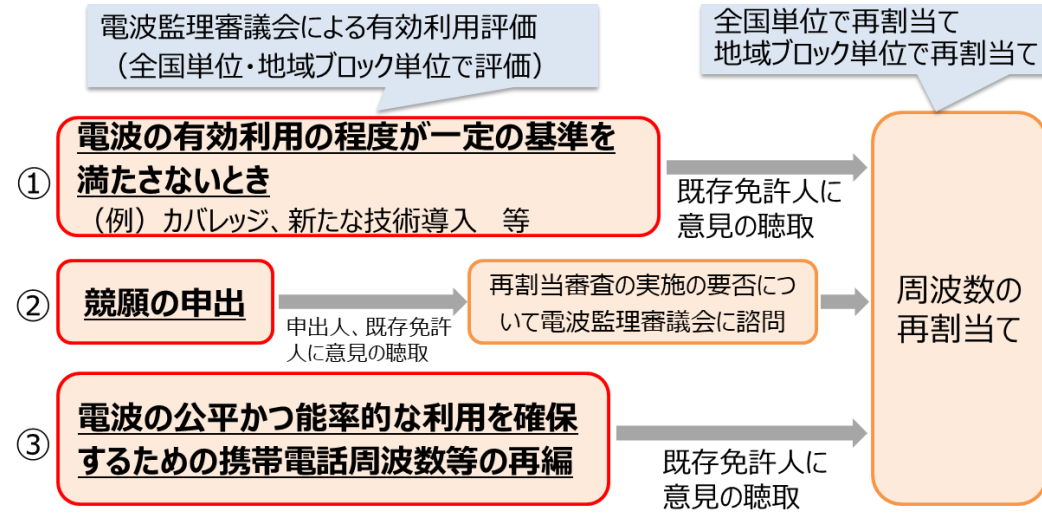 電波監理審議会による有効利用評価
（全国単位・地域ブロック単位で評価）
全国単位で再割当て
地域ブロック単位で再割当て
①
電波の有効利用の程度が一定の基準を
満たさないとき
（例）カバレッジ、新たな技術導入　等
既存免許人に
意見の聴取
②
競願の申出
申出人、既存免許
人に意見の聴取
再割当審査の実施の要否につ
いて電波監理審議会に諮問
周波数の
再割当て
③
電波の公平かつ能率的な利用を確保
するための携帯電話周波数等の再編
既存免許人に
意見の聴取